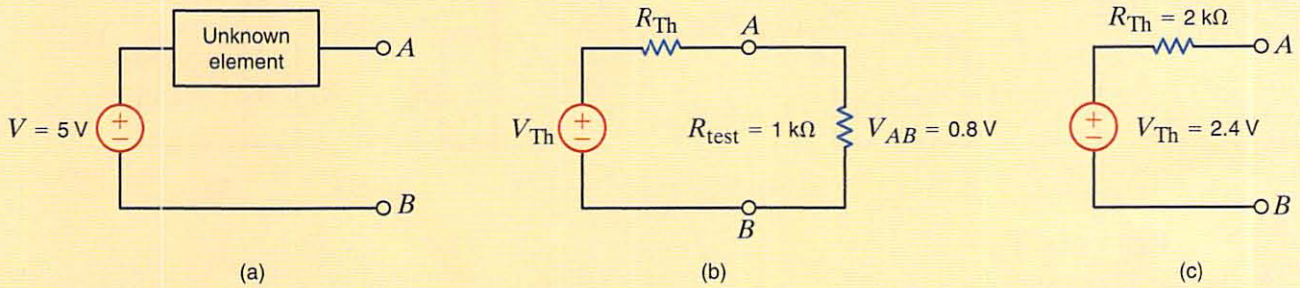 Unknown
element
A
V = 5 V
+
−
B
(a)
R_Th
A
V_Th
+
−
R_test = 1 kΩ
V_AB = 0.8 V
B
(b)
R_Th = 2 kΩ
A
+
−
V_Th = 2.4 V
B
(c)